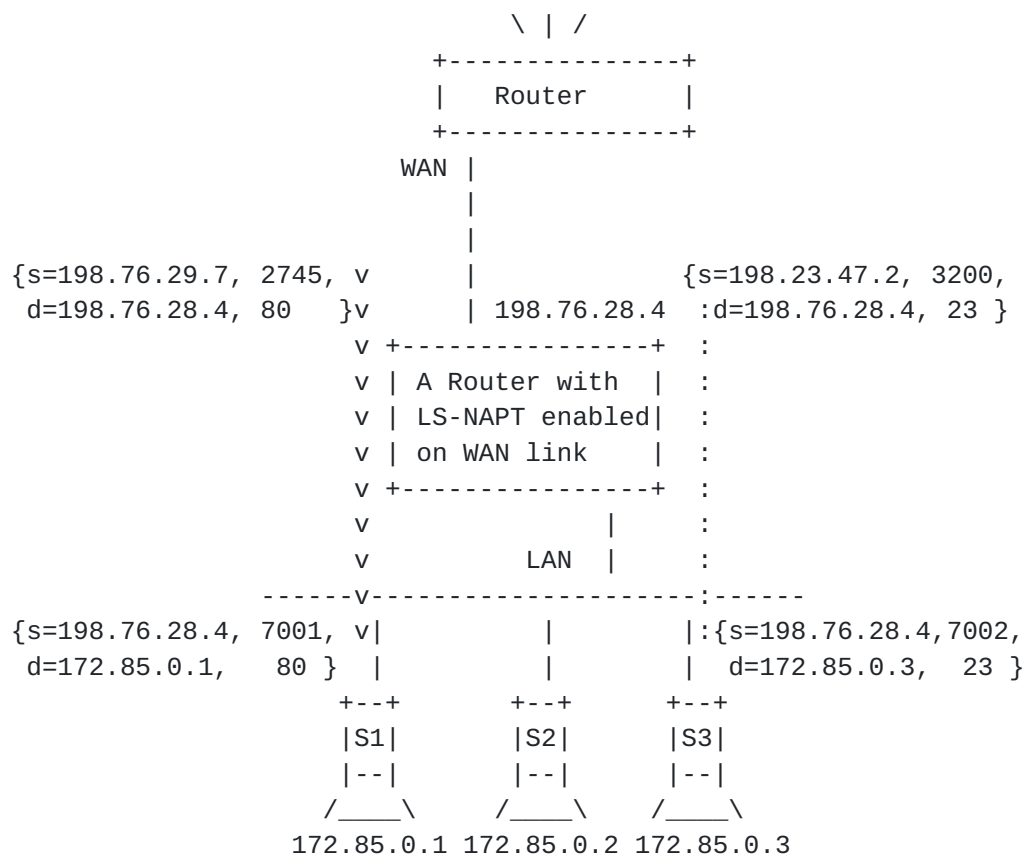 \ | /
+---------------+
|   Router      |
+---------------+
WAN |
|
|
{s=198.76.29.7, 2745, v      |             {s=198.23.47.2, 3200,
d=198.76.28.4, 80   }v      | 198.76.28.4  :d=198.76.28.4, 23 }
v +----------------+  :
v | A Router with  |  :
v | LS-NAPT enabled|  :
v | on WAN link    |  :
v +----------------+  :
v               |     :
v          LAN  |     :
------v---------------------:------
{s=198.76.28.4, 7001, v|          |        |:{s=198.76.28.4,7002,
d=172.85.0.1,   80 }  |          |        |  d=172.85.0.3,  23 }
+--+       +--+      +--+
|S1|       |S2|      |S3|
|--|       |--|      |--|
/____\     /____\    /____\
172.85.0.1 172.85.0.2 172.85.0.3